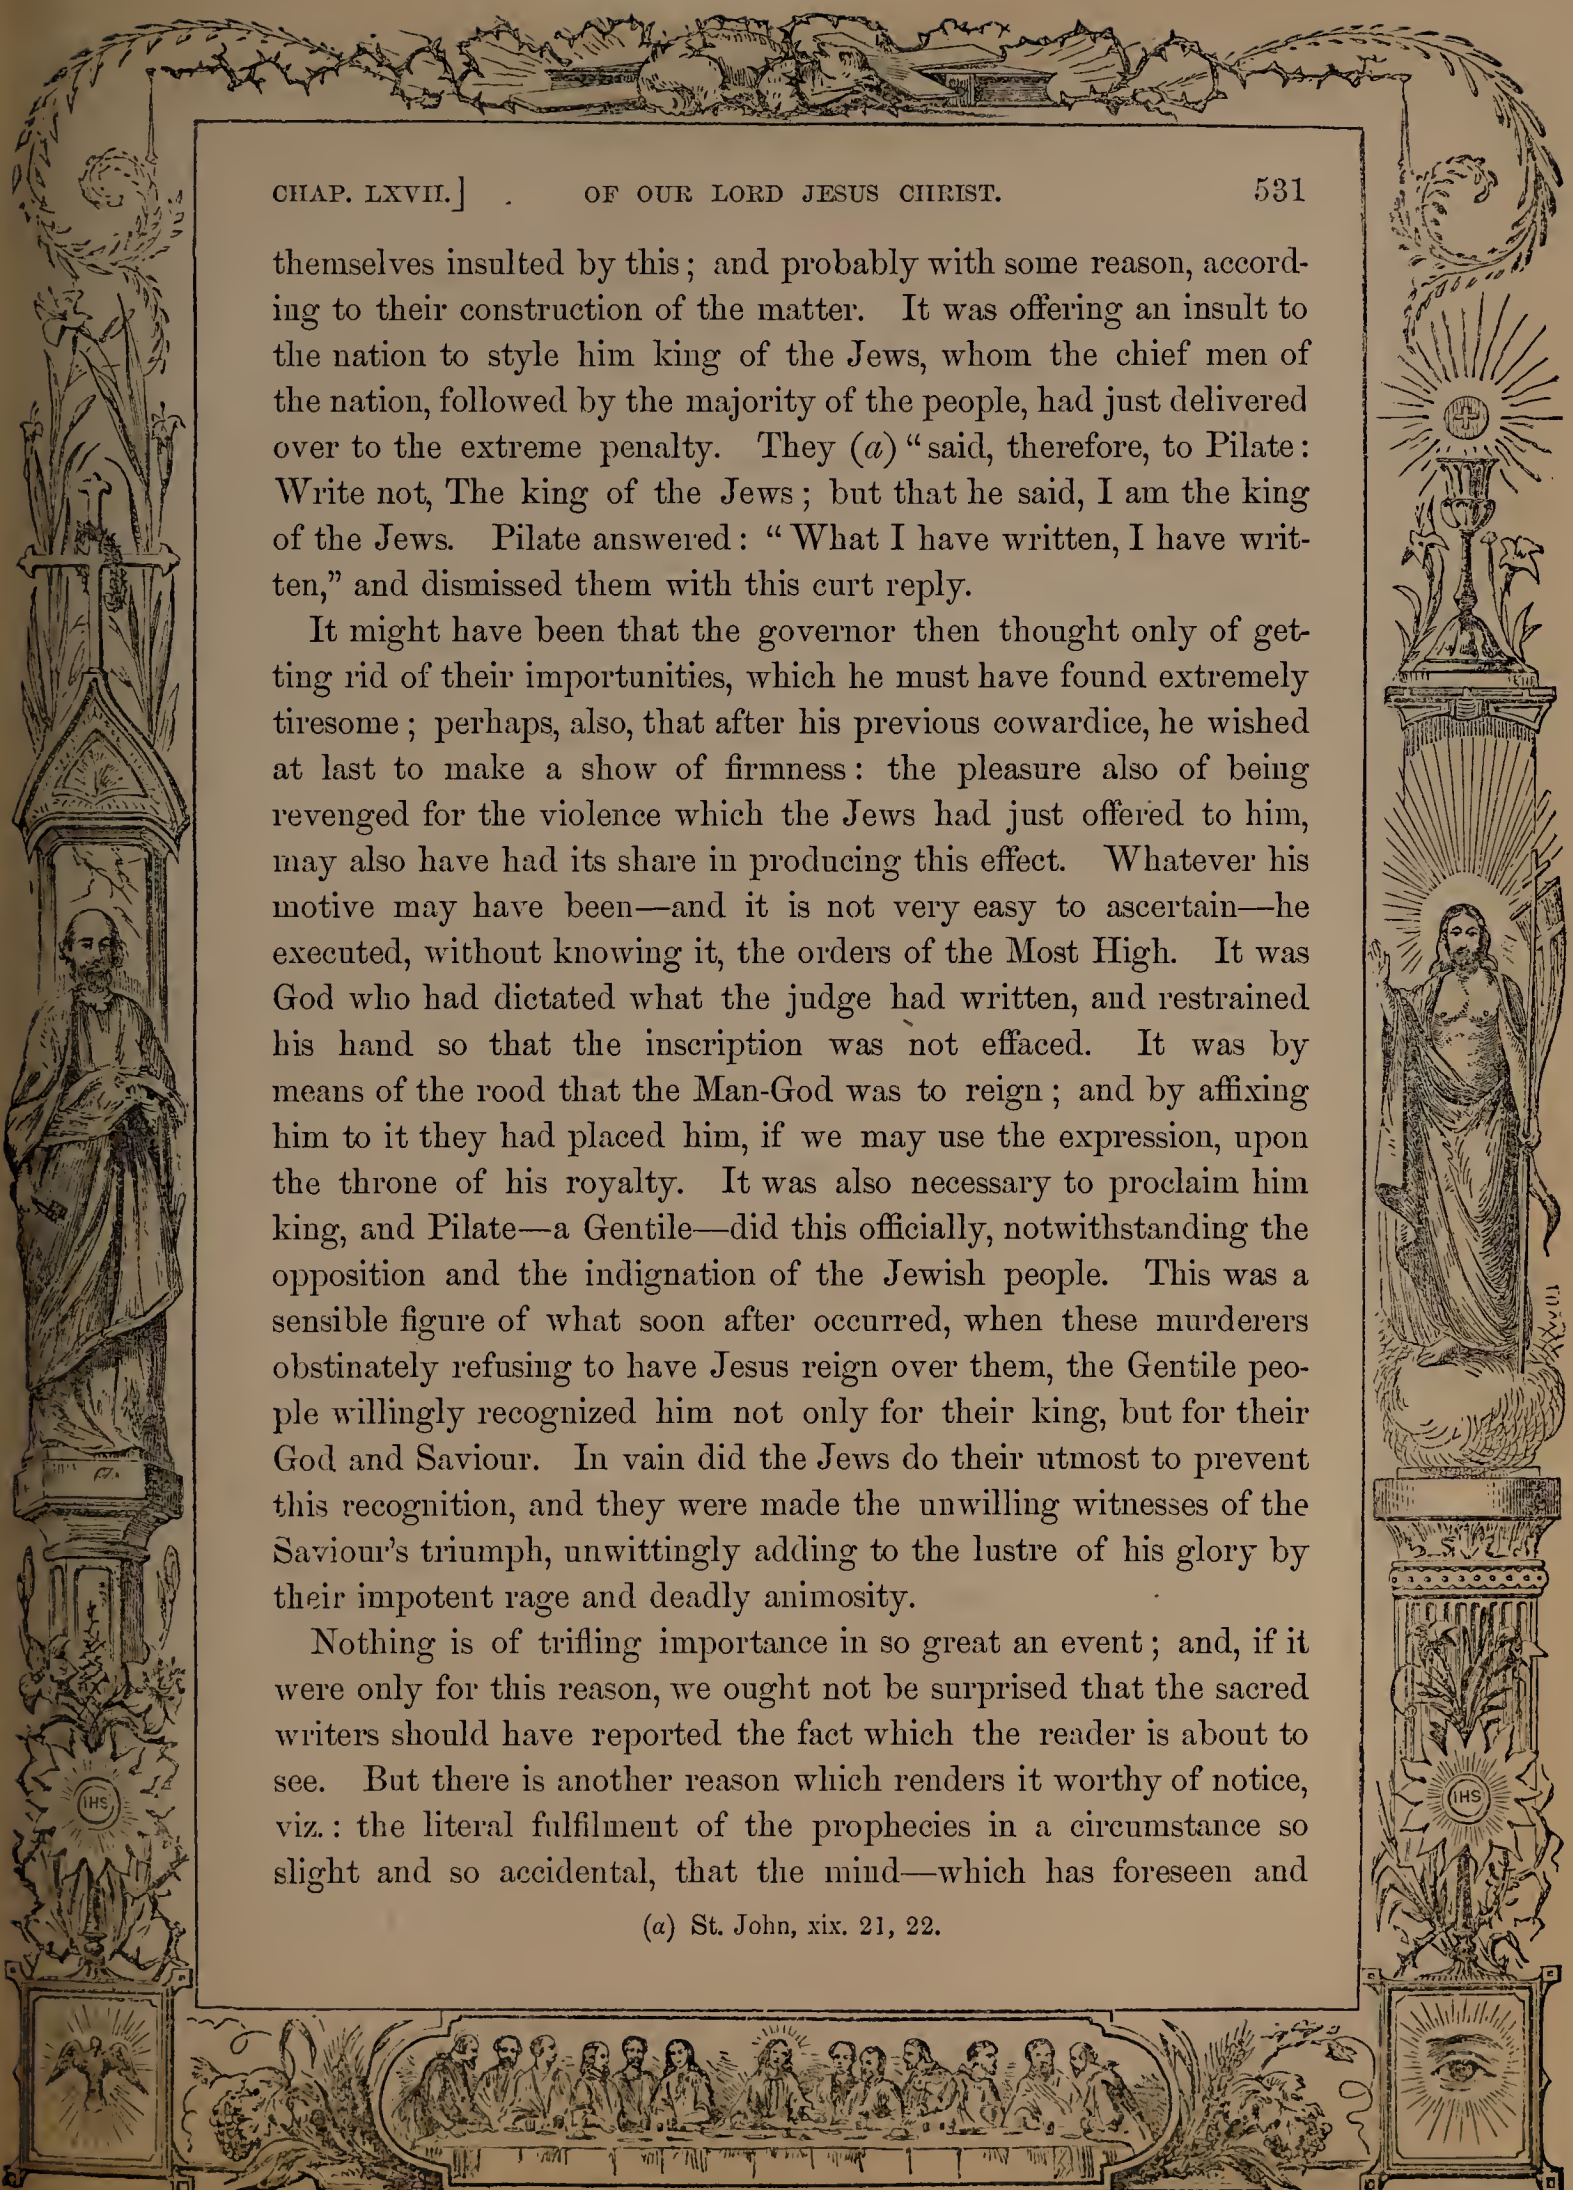 CHAP. LXVII.] OF OUR LORD JESUS CHRIST. 531
themselves insulted by this; and probably with some reason, accord-
ing to their construction of the matter. It was offering an insult to
the nation to style him king of the Jews, whom the chief men of
the nation, followed by the majority of the people, had just delivered
over to the extreme penalty. They (a) “said, therefore, to Pilate:
Write not, The king of the Jews; but that he said, I am the king
of the Jews. Pilate answered: “What I have written, I have writ-
ten,” and dismissed them with this curt reply.
It might have been that the governor then thought only of get-
ting rid of their importunities, which he must have found extremely
tiresome; perhaps, also, that after his previous cowardice, he wished
at last to make a show of firmness: the pleasure also of being
revenged for the violence which the Jews had just offered to him,
may also have had its share in producing this effect. Whatever his
motive may have been—and it is not very easy to ascertain—he
executed, without knowing it, the orders of the Most High. It was
God who had dictated what the judge had written, and restrained
his hand so that the inscription was not effaced. It was by
means of the rood that the Man-God was to reign; and by affixing
him to it they had placed him, if we may use the expression, upon
the throne of his royalty. It was also necessary to proclaim him
king, and Pilate—a Gentile—did this officially, notwithstanding the
opposition and the indignation of the Jewish people. This was a
sensible figure of what soon after occurred, when these murderers
obstinately refusing to have Jesus reign over them, the Gentile peo-
ple willingly recognized him not only for their king, but for their
God and Saviour. In vain did the Jews do their utmost to prevent
this recognition, and they were made the unwilling witnesses of the
Saviour’s triumph, unwittingly adding to the lustre of his glory by
their impotent rage and deadly animosity.
Nothing is of trifling importance in so great an event; and, if it
were only for this reason, we ought not be surprised that the sacred
writers should have reported the fact which the reader is about to
see. But there is another reason which renders it worthy of notice,
viz.: the literal fulfilment of the prophecies in a circumstance so
slight and so accidental, that the mind—which has foreseen and
(a) St. John, xix. 21, 22.
IHS
IHS